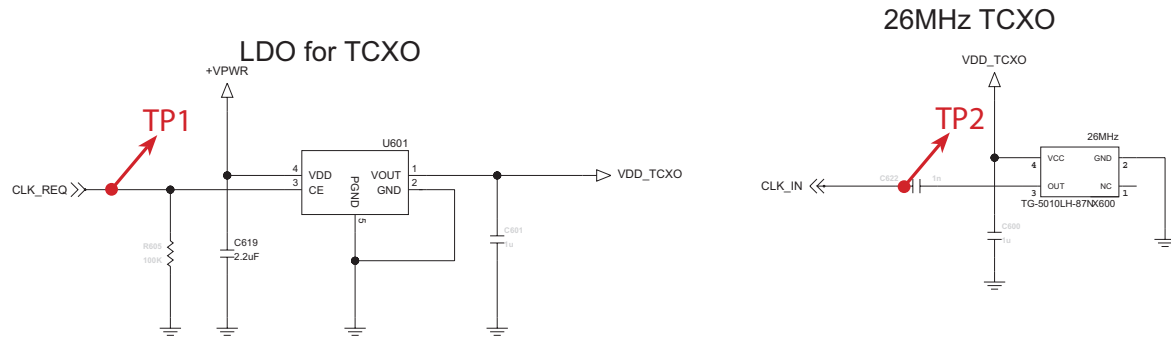 26MHz TCXO
LDO for TCXO
+VPWR
VDD_TCXO
TP1
TP2
U601
26MHz
4 VDD VOUT 1
4 VCC GND 2
CLK_REQ
3 CE GND 2
VDD_TCXO
CLK_IN
C622 1n
3 OUT NC 1
TG-5010LH-87NX600
PGND
5
R805
100K
C619
2.2uF
C601
1u
C600
1u